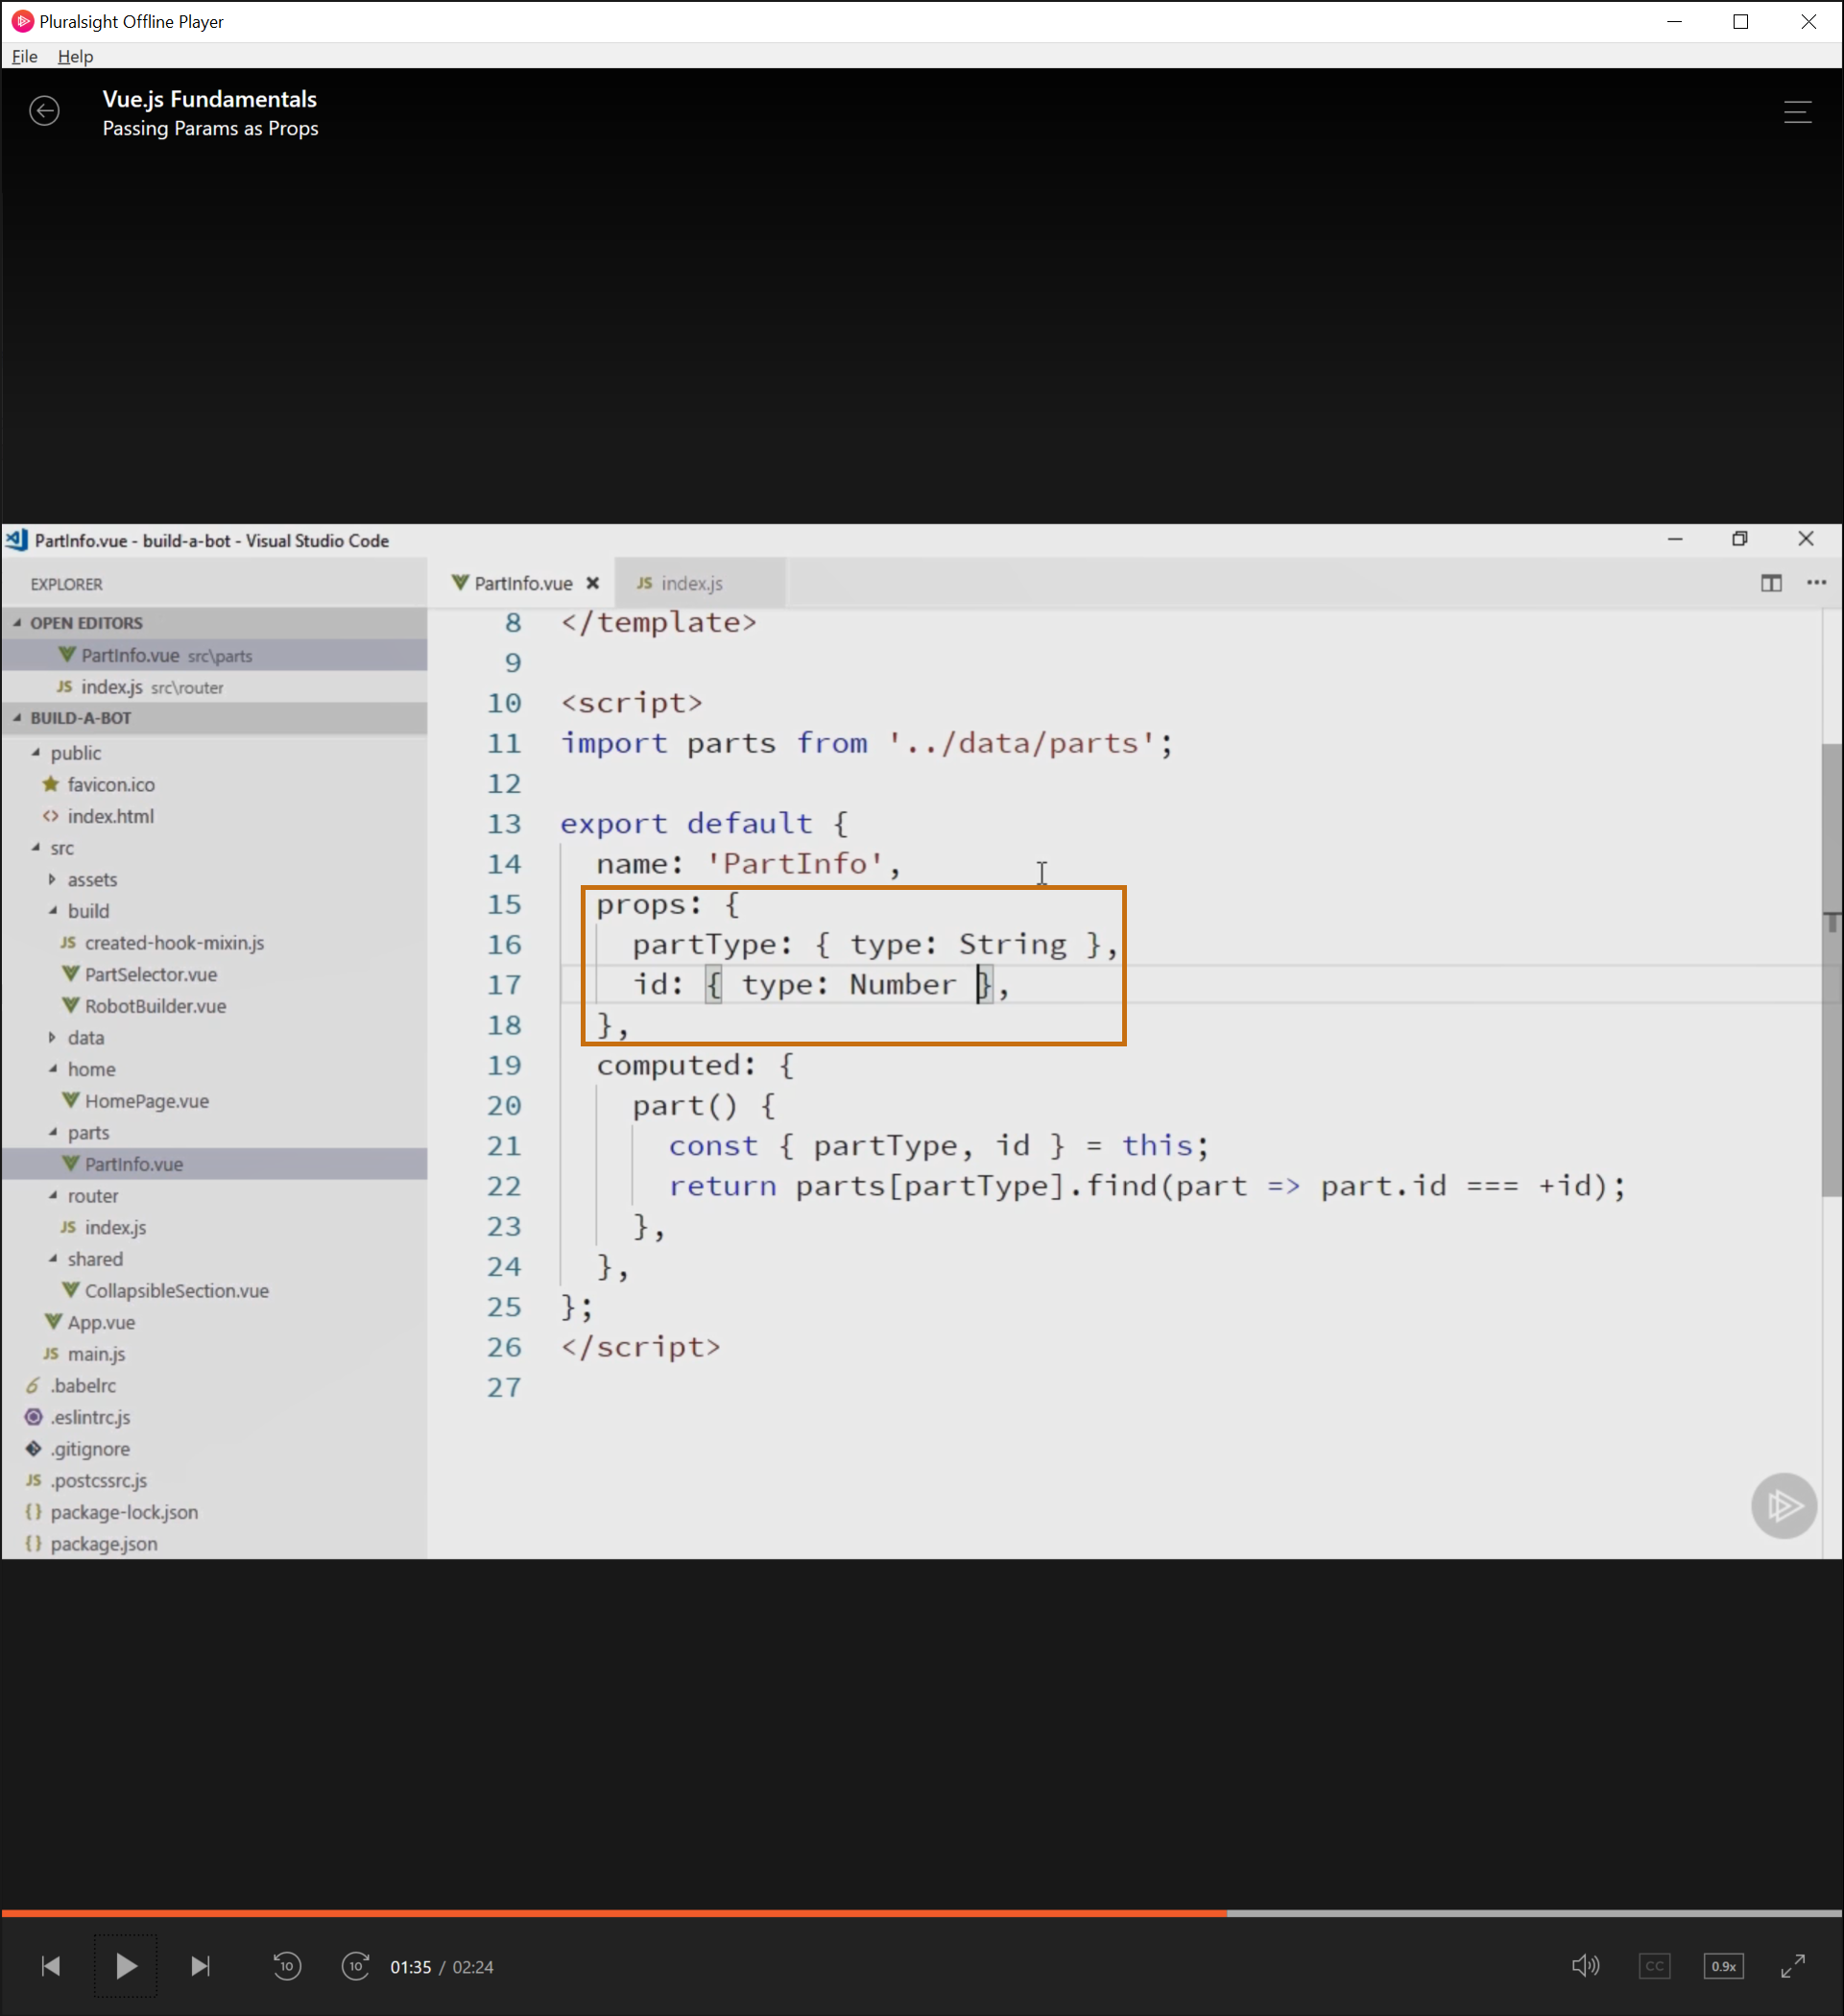 Pluralsight Offline Player
File Help
Vue.js Fundamentals
Passing Params as Props
PartInfo.vue - build-a-bot - Visual Studio Code
EXPLORER
OPEN EDITORS
PartInfo.vue src\parts
JS index.js src\router
BUILD-A-BOT
public
favicon.ico
<> index.html
src
assets
build
JS created-hook-mixin.js
PartSelector.vue
RobotBuilder.vue
data
home
HomePage.vue
parts
PartInfo.vue
router
JS index.js
shared
CollapsibleSection.vue
App.vue
JS main.js
.babelrc
.eslintrc.js
.gitignore
JS .postcssrc.js
{} package-lock.json
{} package.json
PartInfo.vue JS index.js
8 </template>
9
10 <script>
11 import parts from '../data/parts';
12
13 export default {
14 name: 'PartInfo',
15 props: {
16 partType: { type: String },
17 id: { type: Number },
18 },
19 computed: {
20 part() {
21 const { partType, id } = this;
22 return parts[partType].find(part => part.id === +id);
23 },
24 },
25 };
26 </script>
27
10 10 01:35 / 02:24 CC 0.9x